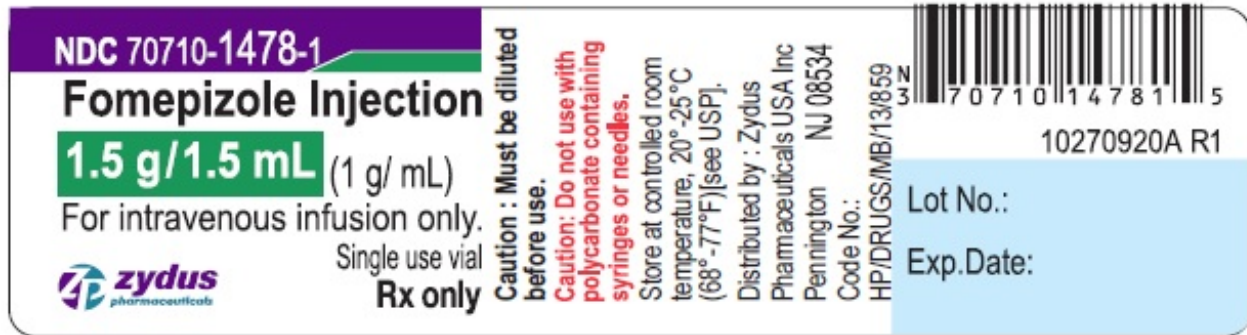 NDC 70710-1478-1
Fomepizole Injection
1.5 g/1.5 mL (1 g/ mL)
For intravenous infusion only.
Single use vial
Rx only
zydus
pharmaceuticals
Caution : Must be diluted
before use.
Caution: Do not use with
polycarbonate containing
syringes or needles.
Store at controlled room
temperature, 20°-25°C
(68°-77°F)[see USP].
Distributed by : Zydus
Pharmaceuticals USA Inc
Pennington NJ 08534
Code No.:
HP/DRUGS/MB/13/859
N
3 70710 14781 5
10270920A R1
Lot No.:
Exp.Date: